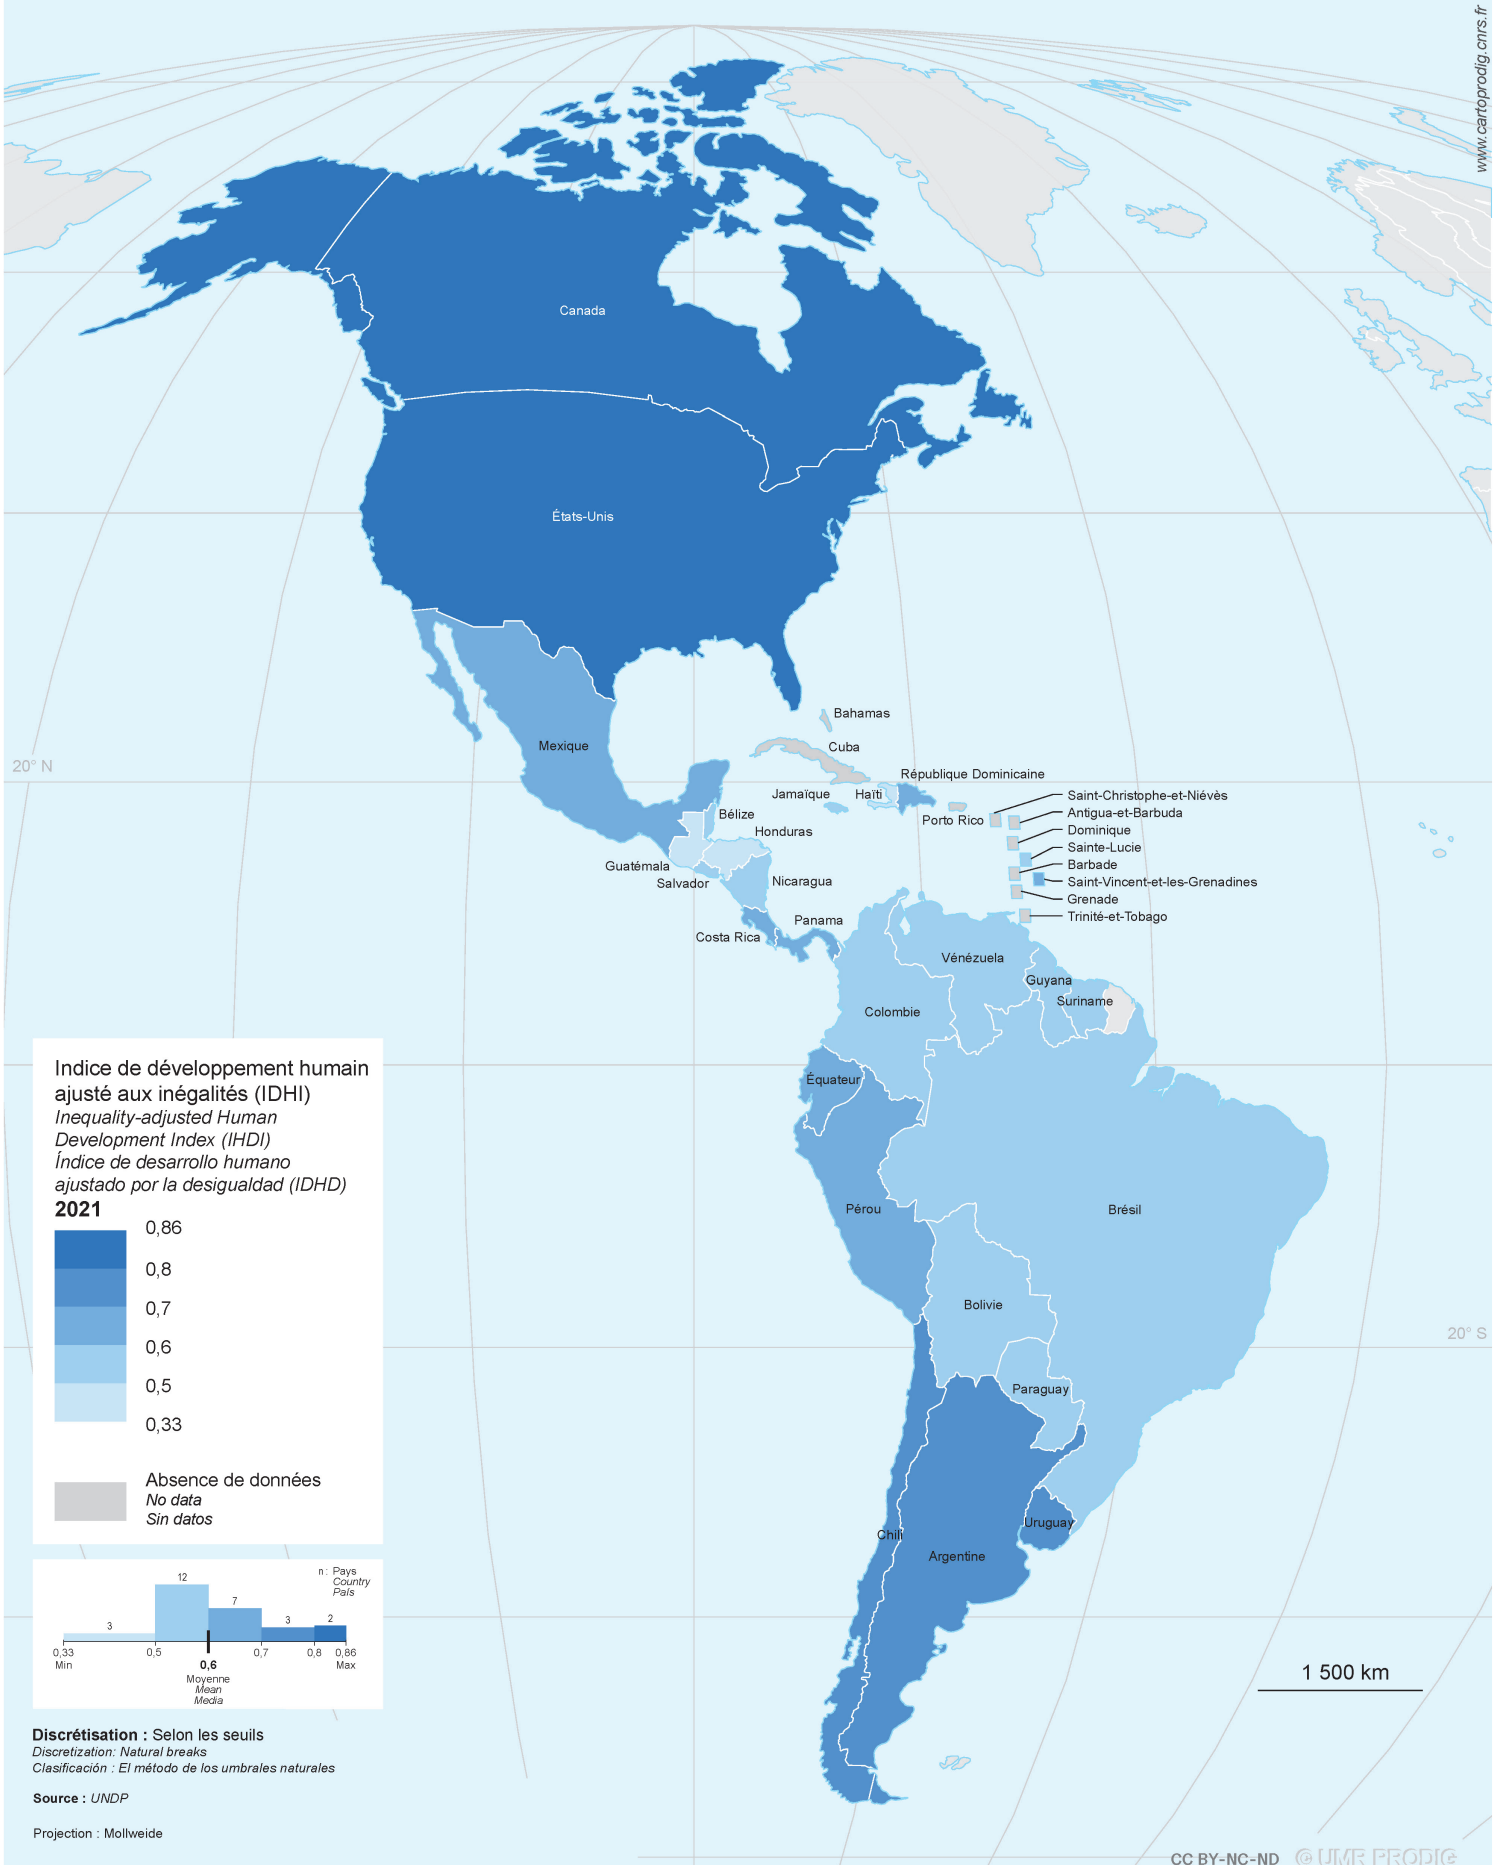 www.cartoprodig.cnrs.fr
Canada
États-Unis
Mexique
Bahamas
Cuba
20° N
République Dominicaine
Jamaïque
Haïti
Porto Rico
Saint-Christophe-et-Niévès
Antigua-et-Barbuda
Dominique
Sainte-Lucie
Barbade
Saint-Vincent-et-les-Grenadines
Grenade
Trinité-et-Tobago
Bélize
Honduras
Guatémala
Salvador
Nicaragua
Costa Rica
Panama
Vénézuela
Guyana
Suriname
Colombie
Équateur
Pérou
Brésil
Bolivie
20° S
Paraguay
Uruguay
Chili
Argentine
Indice de développement humain
ajusté aux inégalités (IDHI)
Inequality-adjusted Human
Development Index (IHDI)
Índice de desarrollo humano
ajustado por la desigualdad (IDHD)
2021
0,86
0,8
0,7
0,6
0,5
0,33
Absence de données
No data
Sin datos
n : Pays
Country
País
3
12
7
3
2
0,33
Min
0,5
0,6
Moyenne
Mean
Media
0,7
0,8
0,86
Max
1 500 km
Discrétisation : Selon les seuils
Discretization: Natural breaks
Clasificación : El método de los umbrales naturales
Source : UNDP
Projection : Mollweide
CC BY-NC-ND © UMR PRODIG